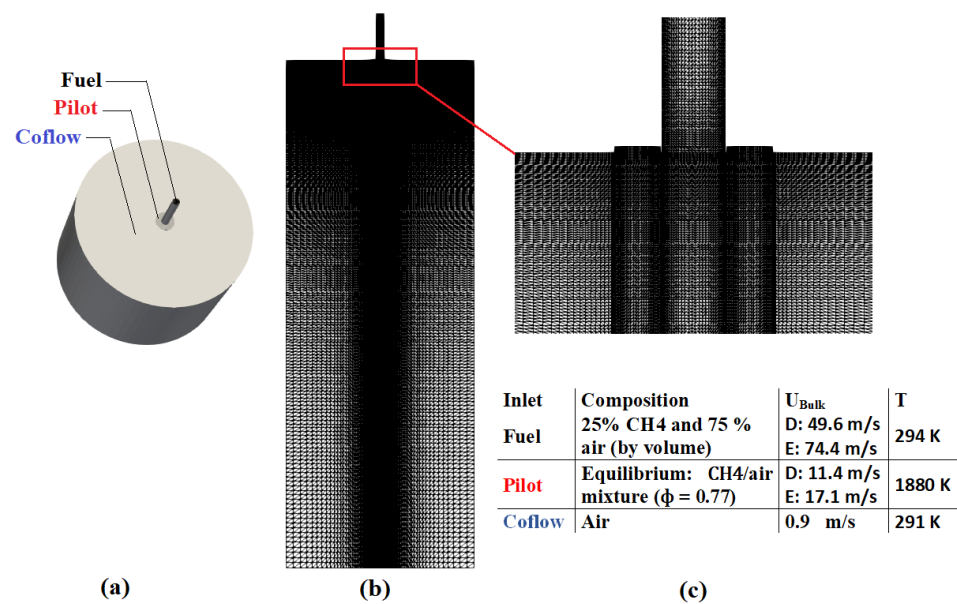 Fuel
Pilot
Coflow
Inlet Composition U_Bulk T
Fuel 25% CH4 and 75 % air (by volume) D: 49.6 m/s E: 74.4 m/s 294 K
Pilot Equilibrium: CH4/air mixture (ϕ = 0.77) D: 11.4 m/s E: 17.1 m/s 1880 K
Coflow Air 0.9 m/s 291 K
(a) (b) (c)